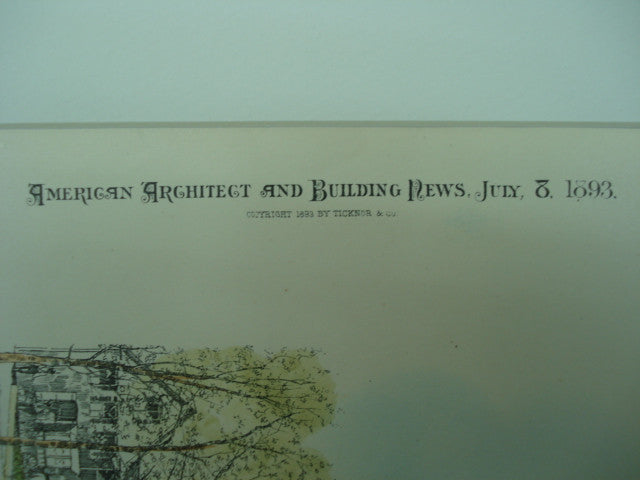 American Architect and Building News, July, 8, 1893.
COPYRIGHT 1893 BY TICKNOR & CO